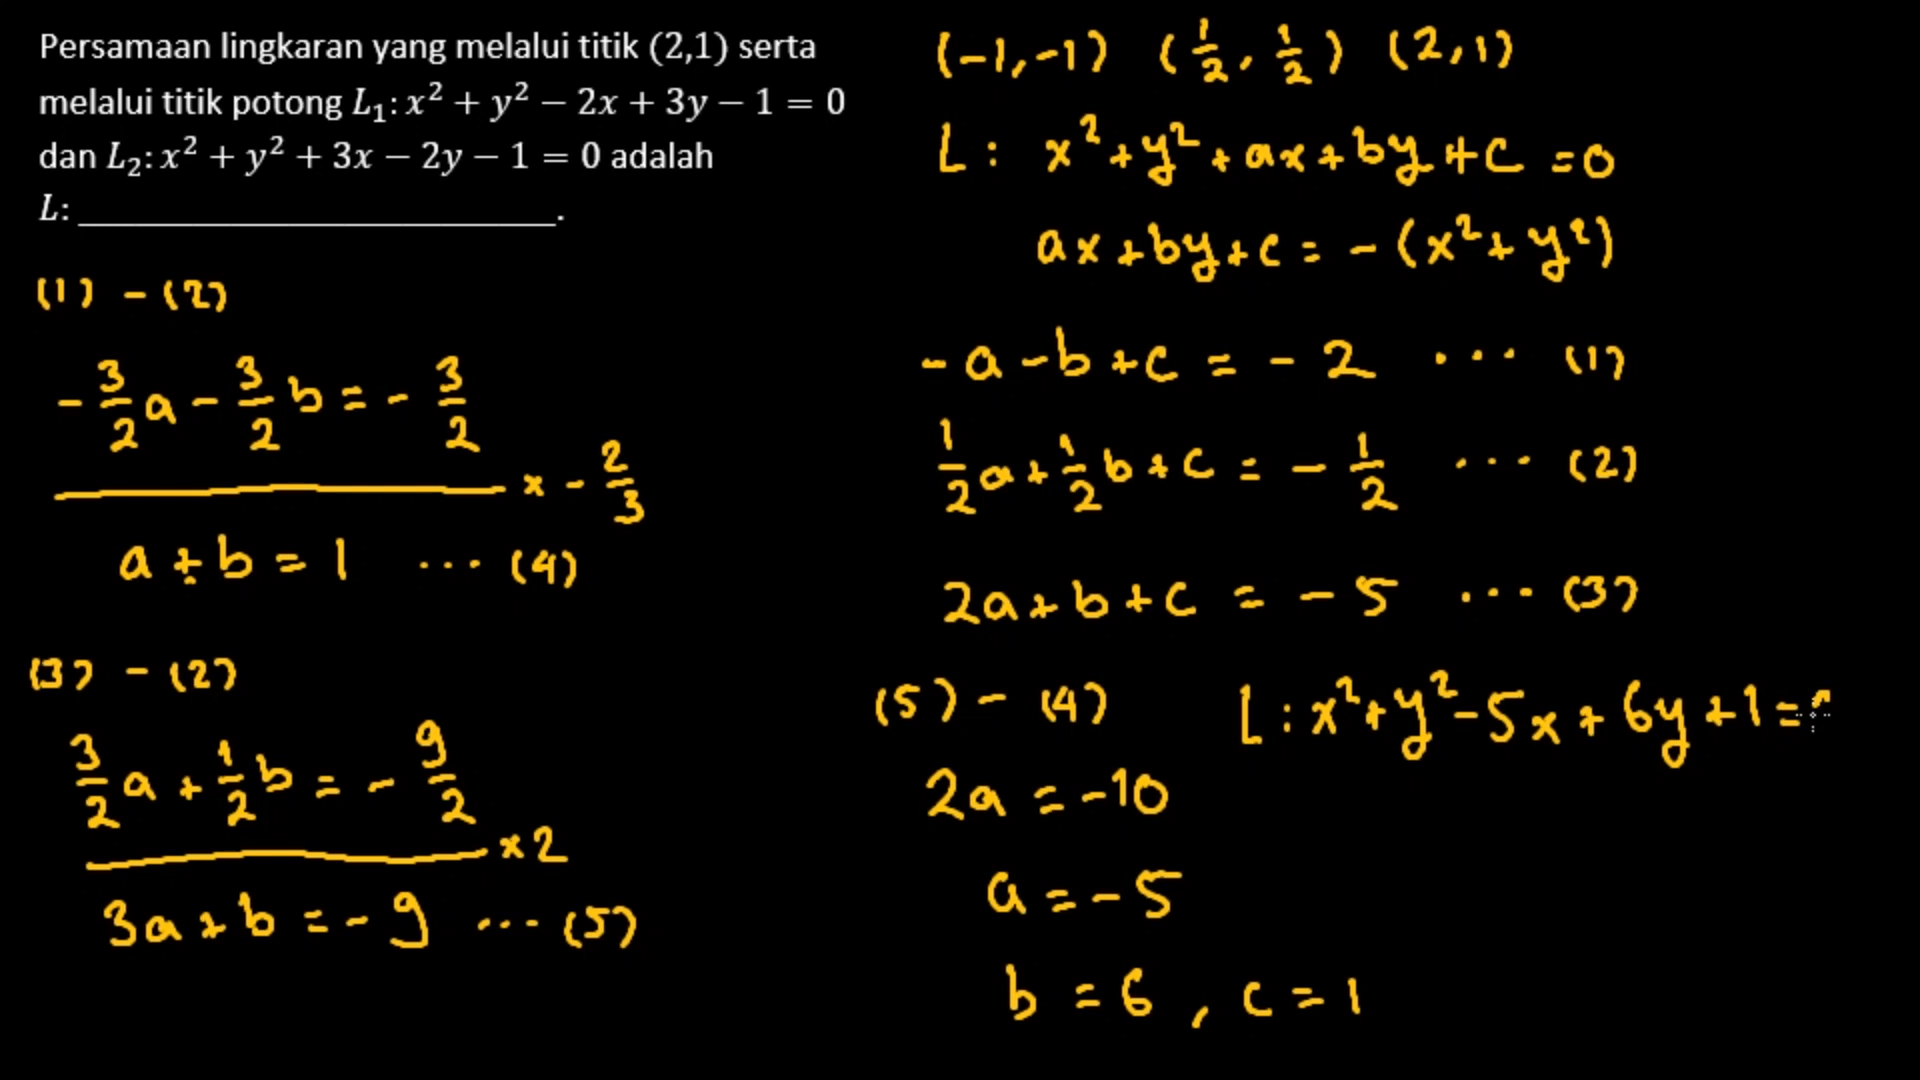 Persamaan lingkaran yang melalui titik (2,1) serta
melalui titik potong L₁: x² + y² − 2x + 3y − 1 = 0
dan L₂: x² + y² + 3x − 2y − 1 = 0 adalah
L: ______________________________.
(1) - (2)
-3/2 a - 3/2 b = - 3/2
x - 2/3
a + b = 1 ... (4)
(3) - (2)
3/2 a + 1/2 b = - 9/2
x 2
3a + b = - 9 ... (5)
(-1,-1) (1/2, 1/2) (2,1)
L: x² + y² + ax + by + c = 0
ax + by + c = - (x² + y²)
-a - b + c = - 2 ... (1)
1/2 a + 1/2 b + c = - 1/2 ... (2)
2a + b + c = - 5 ... (3)
(5) - (4)
2a = -10
a = - 5
b = 6 , c = 1
L: x² + y² - 5x + 6y + 1 =